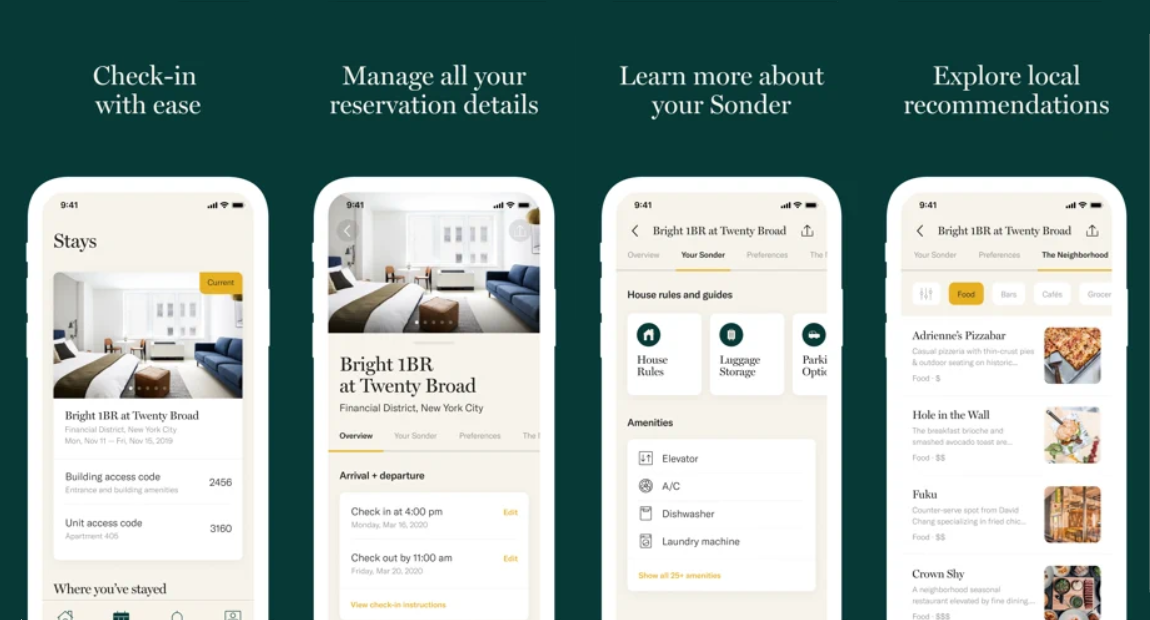 Check-in
with ease
9:41
Stays
Current
Bright 1BR at Twenty Broad
Financial District, New York City
Mon, Nov 11 — Fri, Nov 15, 2019
Building access code
2456
Entrance and building amenities
Unit access code
3160
Apartment 405
Where you've stayed
Manage all your
reservation details
9:41
Bright 1BR
at Twenty Broad
Financial District, New York City
Overview Your Sonder Preferences The
Arrival + departure
Check in at 4:00 pm
Edit
Monday, Mar 16, 2020
Check out by 11:00 am
Edit
Friday, Mar 20, 2020
View check-in instructions
Learn more about
your Sonder
9:41
Bright 1BR at Twenty Broad
Overview Your Sonder Preferences The
House rules and guides
House
Rules
Luggage
Storage
Parki
Optio
Amenities
Elevator
A/C
Dishwasher
Laundry machine
Show all 25+ amenities
Explore local
recommendations
9:41
Bright 1BR at Twenty Broad
Your Sonder Preferences The Neighborhood
Food Bars Cafés Grocer
Adrienne's Pizzabar
Casual pizzeria with thin-crust pies
& outdoor seating on historic...
Food · $
Hole in the Wall
The breakfast brioche and
smashed avocado toast are...
Food · $$
Fuku
Counter-serve spot from David
Chang specializing in fried chic...
Food · $$
Crown Shy
A neighborhood seasonal
restaurant elevated by fine dining...
Food · $$$